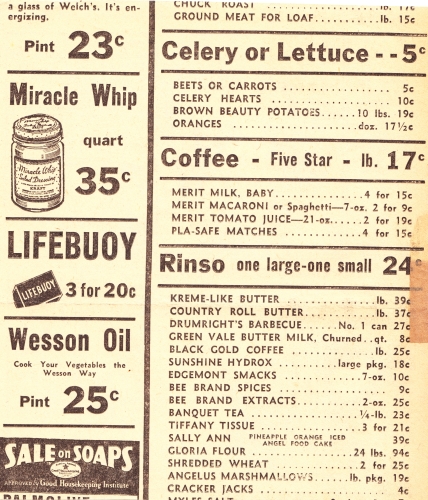 a glass of Welch's. It's en-
ergizing.
Pint 23c
Miracle Whip
Miracle Whip
Salad Dressing
KRAFT
quart
35c
LIFEBUOY
LIFEBUOY
3 for 20c
Wesson Oil
Cook Your Vegetables the
Wesson Way
Pint 25c
SALE on SOAPS
APPROVED by Good Housekeeping Institute
PALMOLIVE
CHUCK ROAST ........ lb. 17c
GROUND MEAT FOR LOAF ........ lb. 15c
Celery or Lettuce - - 5c
BEETS OR CARROTS ........ 5c
CELERY HEARTS ........ 10c
BROWN BEAUTY POTATOES ...... 10 lbs. 19c
ORANGES ........ doz. 17½c
Coffee - Five Star - lb. 17c
MERIT MILK, BABY ........ 4 for 15c
MERIT MACARONI or Spaghetti—7-oz. 2 for 9c
MERIT TOMATO JUICE—21-oz. ..... 2 for 19c
PLA-SAFE MATCHES ........ 4 for 15c
Rinso one large-one small 24c
KREME-LIKE BUTTER ........ lb. 39c
COUNTRY ROLL BUTTER ........ lb. 37c
DRUMRIGHT'S BARBECUE ...... No. 1 can 27c
GREEN VALE BUTTER MILK, Churned .. qt. 8c
BLACK GOLD COFFEE ........ lb. 25c
SUNSHINE HYDROX ........ large pkg. 18c
EDGEMONT SMACKS ........ 7-oz. 10c
BEE BRAND SPICES ........ 9c
BEE BRAND EXTRACTS ........ 2-oz. 25c
BANQUET TEA ........ ¼-lb. 23c
TIFFANY TISSUE ........ 3 for 21c
SALLY ANN PINEAPPLE ORANGE ICED ANGEL FOOD CAKE 39c
GLORIA FLOUR ........ 24 lbs. 94c
SHREDDED WHEAT ........ 2 for 25c
ANGELUS MARSHMALLOWS ...... lb. pkg. 19c
CRACKER JACKS ........ 4c